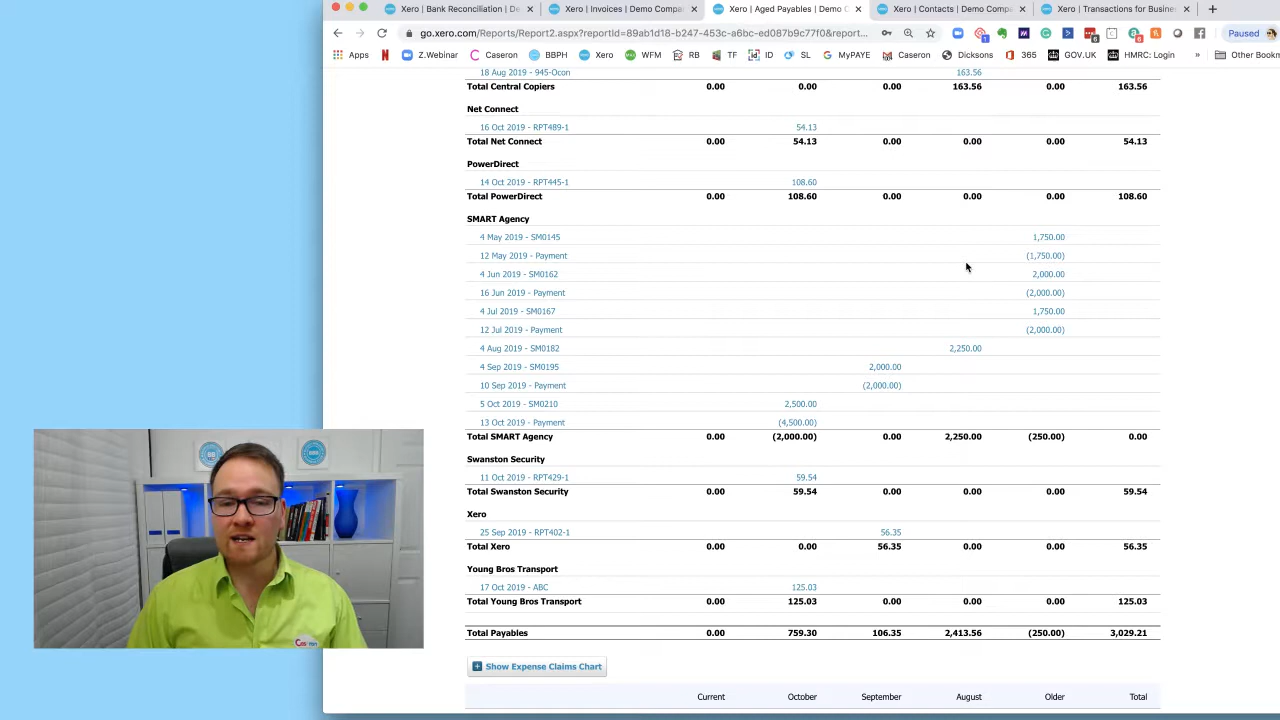 Xero | Bank Reconciliation | De
Xero | Invoices | Demo Compan
Xero | Aged Payables | Demo C
Xero | Contacts | Demo Compa
Xero | Transactions for Busines
go.xero.com/Reports/Report2.aspx?reportId=89ab1d18-b247-453c-a6bc-ed087b9c77f0&report...
Paused
Apps Z.Webinar Caseron BBPH Xero WFM RB TF ID SL MyPAYE Caseron Dicksons 365 GOV.UK HMRC: Login » Other Bookm
18 Aug 2019 - 945-Ocon 163.56
Total Central Copiers 0.00 0.00 0.00 163.56 0.00 163.56
Net Connect
16 Oct 2019 - RPT489-1 54.13
Total Net Connect 0.00 54.13 0.00 0.00 0.00 54.13
PowerDirect
14 Oct 2019 - RPT445-1 108.60
Total PowerDirect 0.00 108.60 0.00 0.00 0.00 108.60
SMART Agency
4 May 2019 - SM0145 1,750.00
12 May 2019 - Payment (1,750.00)
4 Jun 2019 - SM0162 2,000.00
16 Jun 2019 - Payment (2,000.00)
4 Jul 2019 - SM0167 1,750.00
12 Jul 2019 - Payment (2,000.00)
4 Aug 2019 - SM0182 2,250.00
4 Sep 2019 - SM0195 2,000.00
10 Sep 2019 - Payment (2,000.00)
5 Oct 2019 - SM0210 2,500.00
13 Oct 2019 - Payment (4,500.00)
Total SMART Agency 0.00 (2,000.00) 0.00 2,250.00 (250.00) 0.00
Swanston Security
11 Oct 2019 - RPT429-1 59.54
Total Swanston Security 0.00 59.54 0.00 0.00 0.00 59.54
Xero
25 Sep 2019 - RPT402-1 56.35
Total Xero 0.00 0.00 56.35 0.00 0.00 56.35
Young Bros Transport
17 Oct 2019 - ABC 125.03
Total Young Bros Transport 0.00 125.03 0.00 0.00 0.00 125.03
Total Payables 0.00 759.30 106.35 2,413.56 (250.00) 3,029.21
Show Expense Claims Chart
Current October September August Older Total